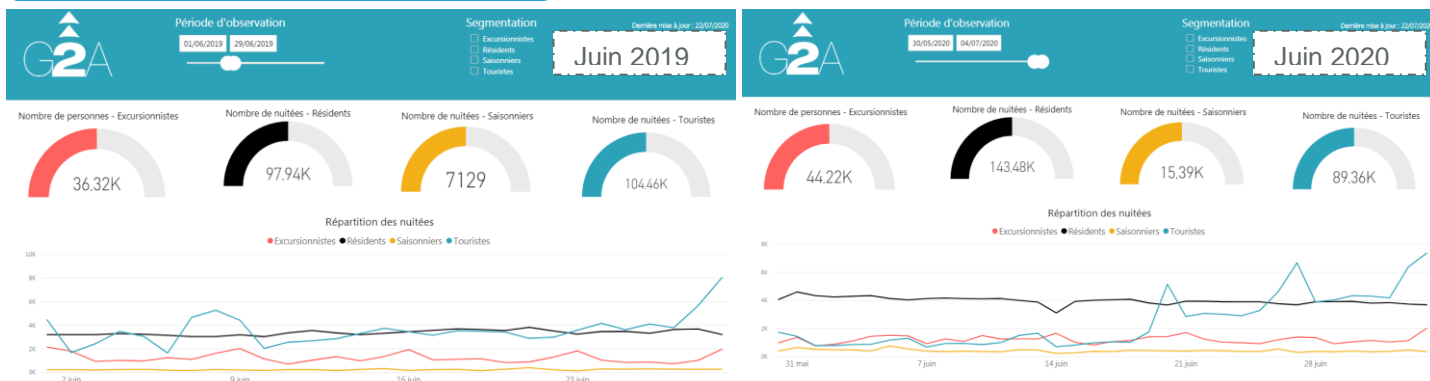 G2A
Période d'observation
01/06/2019 29/06/2019
Segmentation
Excursionnistes
Résidents
Saisonniers
Touristes
Dernière mise à jour : 22/07/2020
Juin 2019
Nombre de personnes - Excursionnistes
36.32K
Nombre de nuitées - Résidents
97.94K
Nombre de nuitées - Saisonniers
7129
Nombre de nuitées - Touristes
104.46K
Répartition des nuitées
Excursionnistes Résidents Saisonniers Touristes
10K
8K
6K
4K
2K
0K
2 juin 9 juin 16 juin 23 juin
G2A
Période d'observation
30/05/2020 04/07/2020
Segmentation
Excursionnistes
Résidents
Saisonniers
Touristes
Dernière mise à jour : 22/07/202
Juin 2020
Nombre de personnes - Excursionnistes
44.22K
Nombre de nuitées - Résidents
143.48K
Nombre de nuitées - Saisonniers
15.39K
Nombre de nuitées - Touristes
89.36K
Répartition des nuitées
Excursionnistes Résidents Saisonniers Touristes
8K
6K
4K
2K
0K
31 mai 7 juin 14 juin 21 juin 28 juin